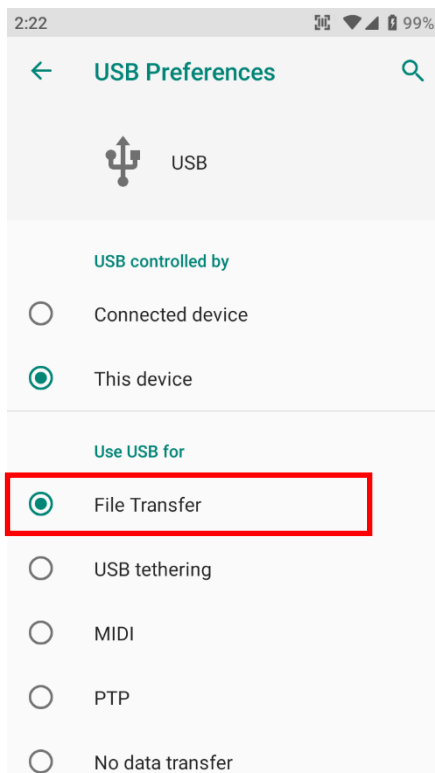 2:22 99%
USB Preferences
USB
USB controlled by
Connected device
This device
Use USB for
File Transfer
USB tethering
MIDI
PTP
No data transfer